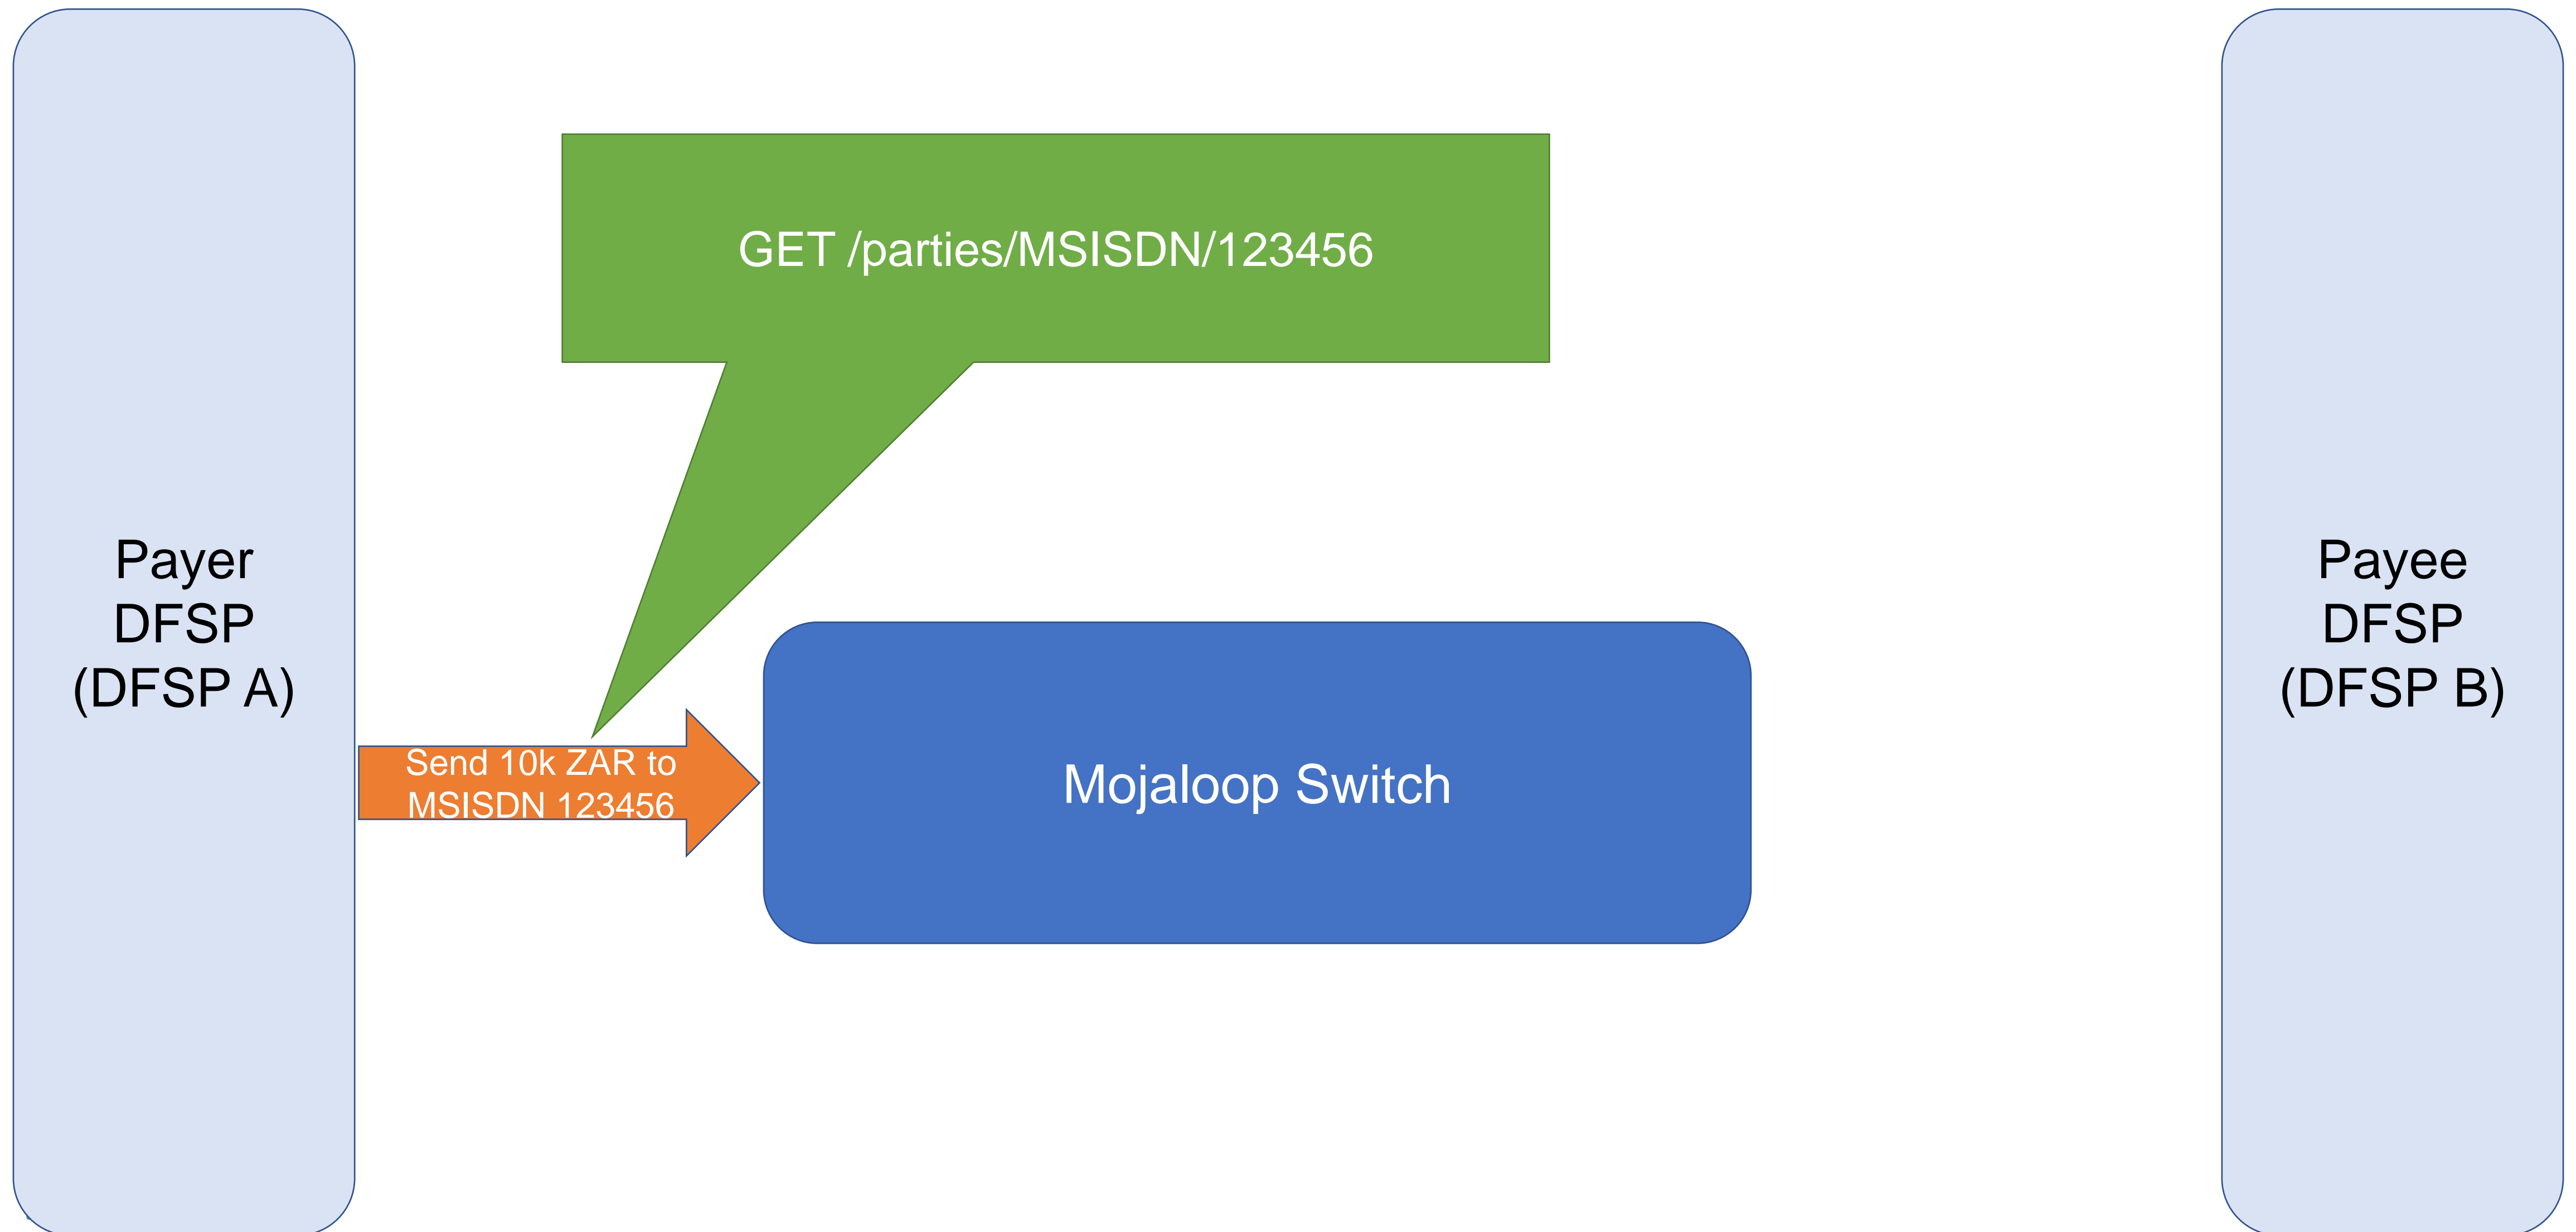 GET /parties/MSISDN/123456
Payer
DFSP
(DFSP A)
Send 10k ZAR to
MSISDN 123456
Mojaloop Switch
Payee
DFSP
(DFSP B)